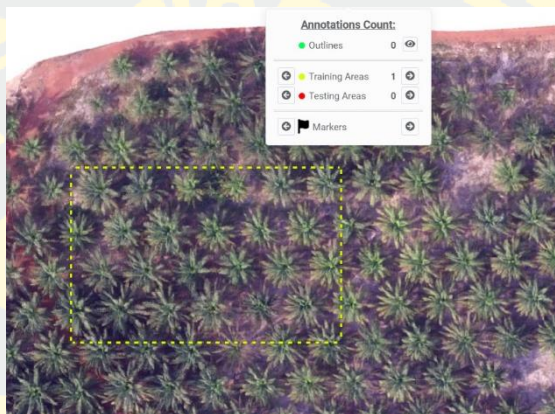 Annotations Count:
Outlines 0
Training Areas 1
Testing Areas 0
Markers